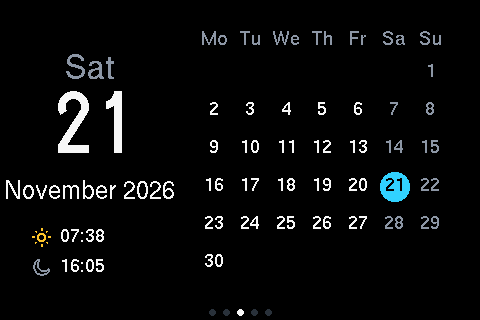 Sat
21
November 2026
07:38
16:05
Mo Tu We Th Fr Sa Su
1
2 3 4 5 6 7 8
9 10 11 12 13 14 15
16 17 18 19 20 21 22
23 24 25 26 27 28 29
30